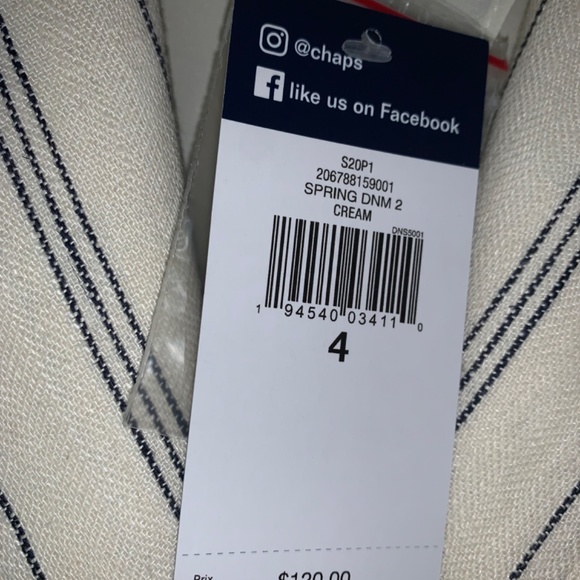 @chaps
like us on Facebook
S20P1
206788159001
SPRING DNM 2
CREAM
DNS5001
1 94540 03411 0
4
Prix
$120.00